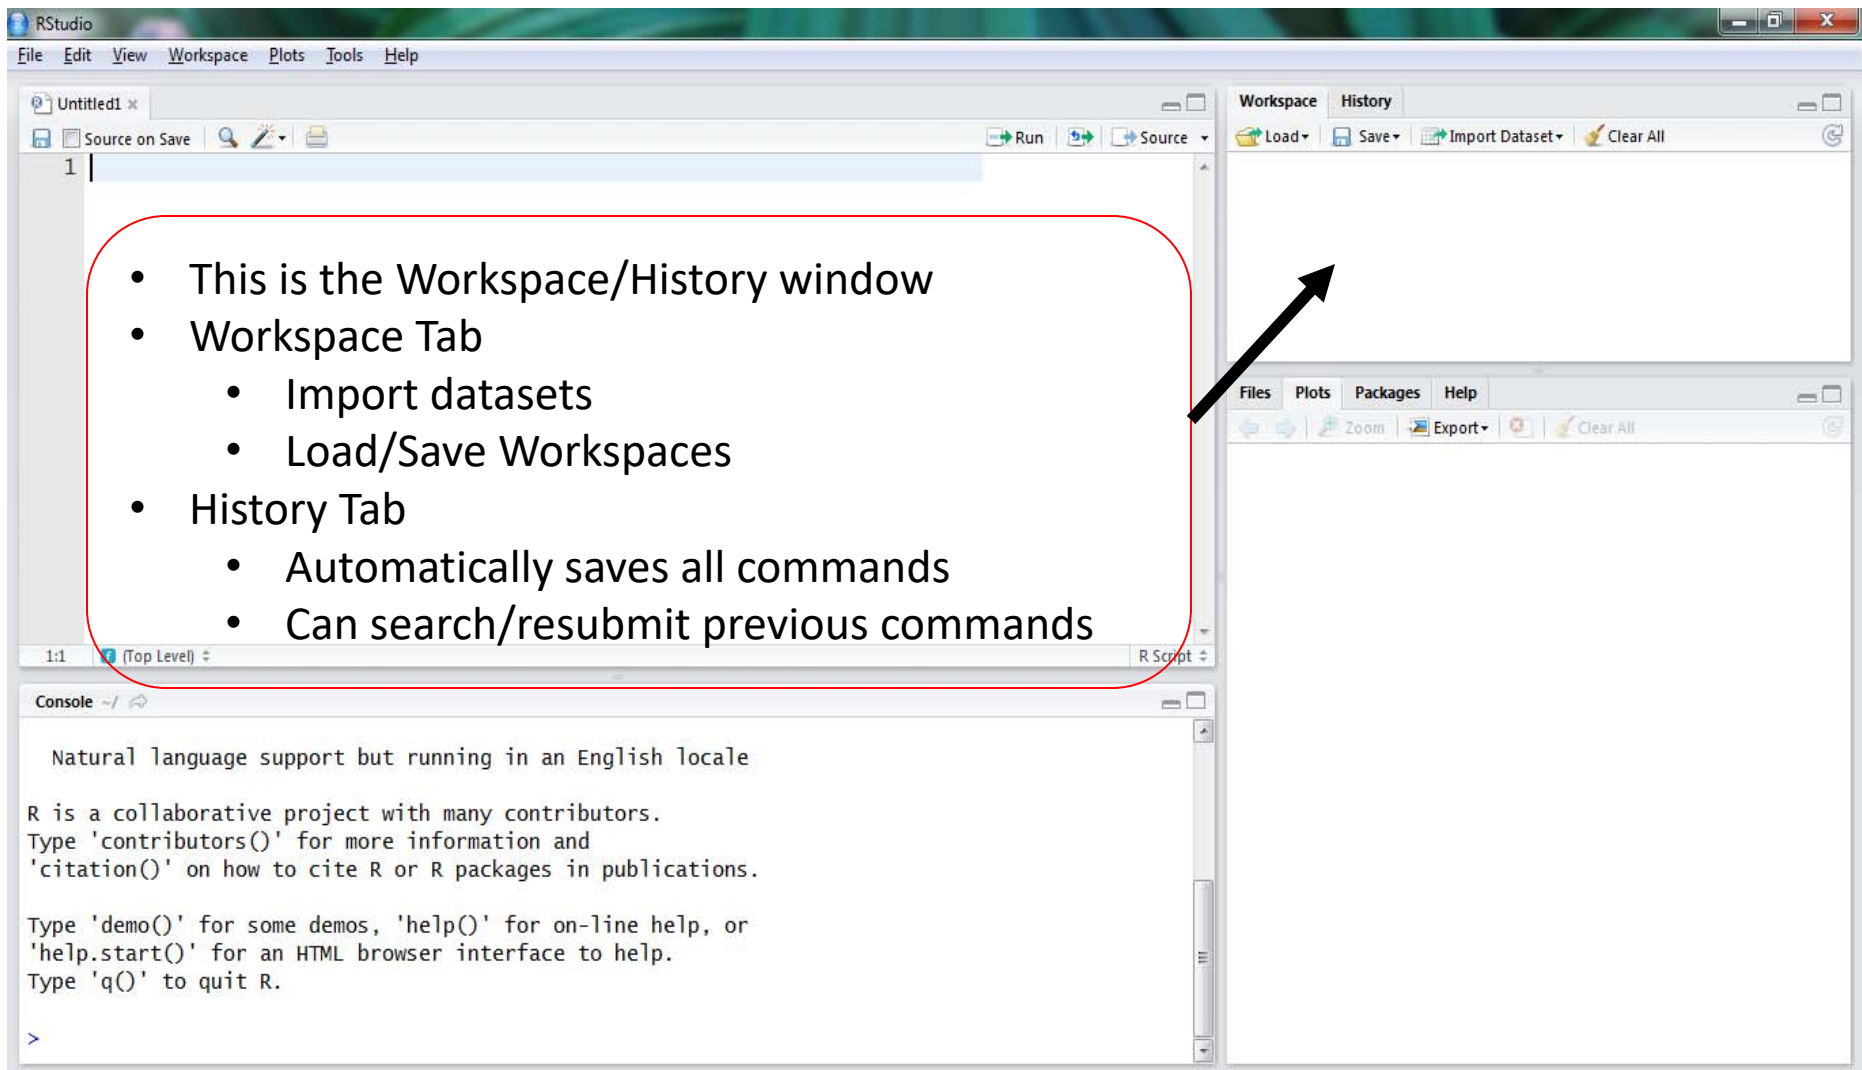 RStudio
File Edit View Workspace Plots Tools Help
Untitled1
Source on Save Run Source
1
• This is the Workspace/History window
• Workspace Tab
• Import datasets
• Load/Save Workspaces
• History Tab
• Automatically saves all commands
• Can search/resubmit previous commands
1:1 (Top Level) R Script
Console ~/
Natural language support but running in an English locale
R is a collaborative project with many contributors.
Type 'contributors()' for more information and
'citation()' on how to cite R or R packages in publications.
Type 'demo()' for some demos, 'help()' for on-line help, or
'help.start()' for an HTML browser interface to help.
Type 'q()' to quit R.
>
Workspace History
Load Save Import Dataset Clear All
Files Plots Packages Help
Zoom Export Clear All